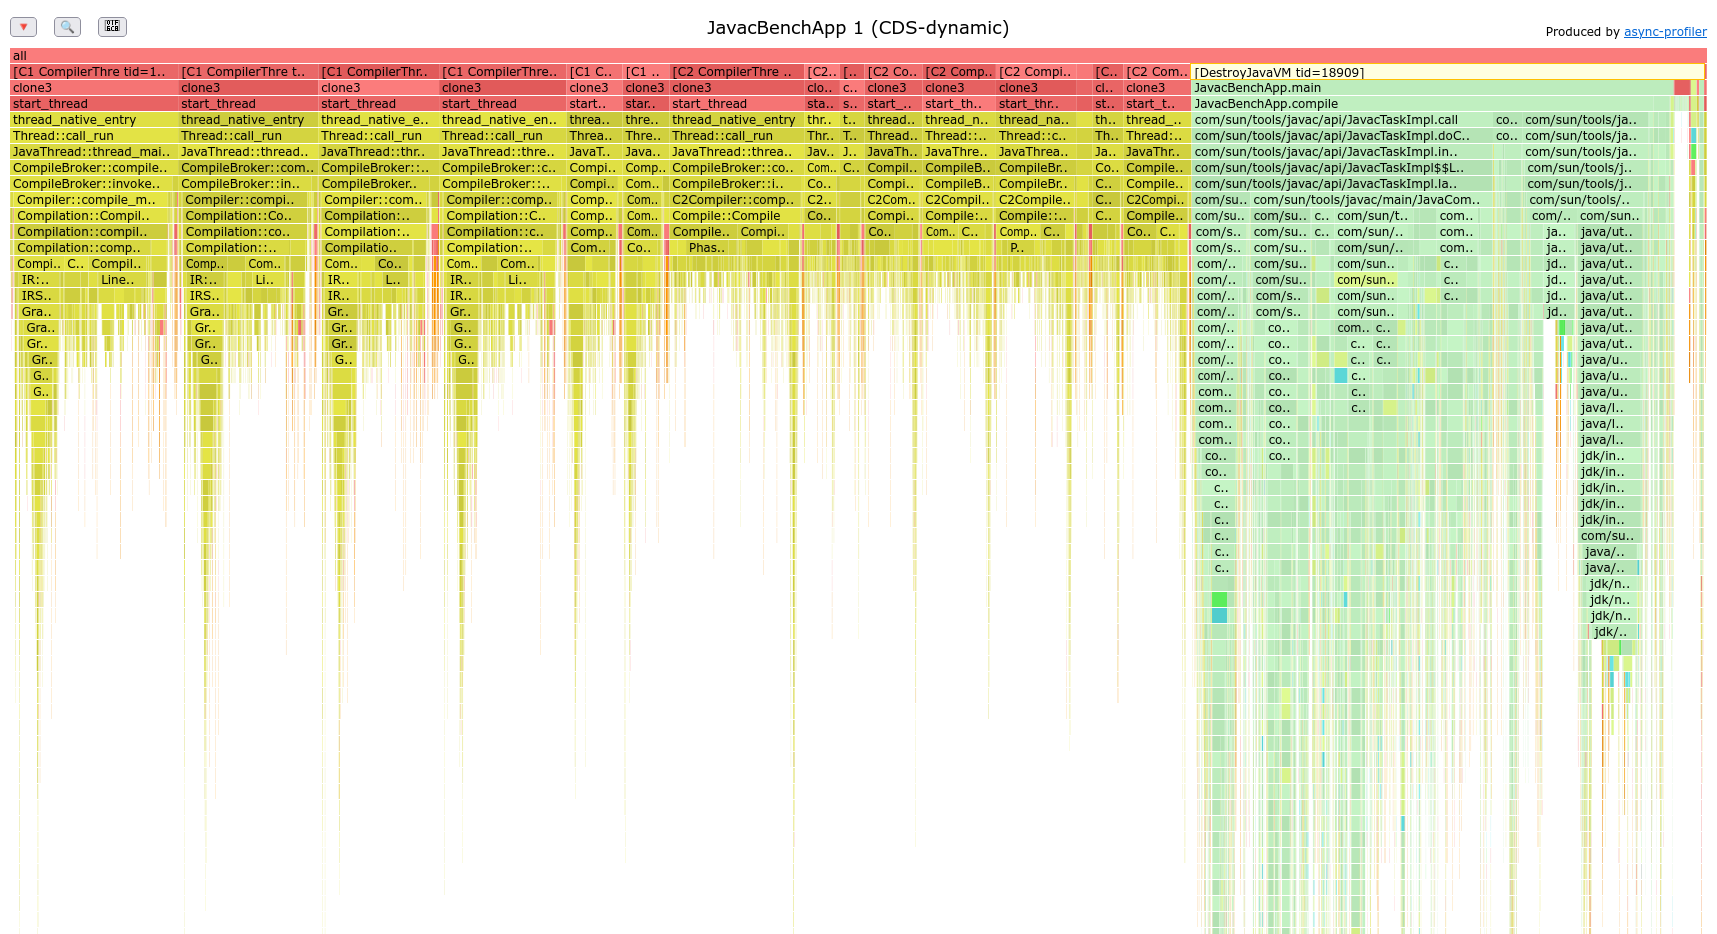 JavacBenchApp 1 (CDS-dynamic)
Produced by async-profiler
all
[C1 CompilerThre tid=1.. [C1 CompilerThre t.. [C1 CompilerThr.. [C1 CompilerThre.. [C1 C.. [C1 .. [C2 CompilerThre .. [C2.. [.. [C2 Co.. [C2 Comp.. [C2 Compi.. [C.. [C2 Com.. [DestroyJavaVM tid=18909]
clone3 clone3 clone3 clone3 clone3 clone3 clone3 clo.. c.. clone3 clone3 clone3 cl.. clone3 JavacBenchApp.main
start_thread start_thread start_thread start_thread start.. star.. start_thread sta.. s.. start_.. start_th.. start_thr.. st.. start_t.. JavacBenchApp.compile
thread_native_entry thread_native_entry thread_native_e.. thread_native_en.. threa.. thre.. thread_native_entry thr.. t.. thread.. thread_n.. thread_na.. th.. thread_.. com/sun/tools/javac/api/JavacTaskImpl.call co.. com/sun/tools/ja..
Thread::call_run Thread::call_run Thread::call_run Thread::call_run Threa.. Thre.. Thread::call_run Thr.. T.. Thread.. Thread::.. Thread::c.. Th.. Thread:.. com/sun/tools/javac/api/JavacTaskImpl.doC.. co.. com/sun/tools/ja..
JavaThread::thread_mai.. JavaThread::thread.. JavaThread::thr.. JavaThread::thre.. JavaT.. Java.. JavaThread::threa.. Jav.. J.. JavaTh.. JavaThre.. JavaThrea.. Ja.. JavaThr.. com/sun/tools/javac/api/JavacTaskImpl.in.. com/sun/tools/ja..
CompileBroker::compile.. CompileBroker::com.. CompileBroker::.. CompileBroker::c.. Compi.. Comp.. CompileBroker::co.. Com.. C.. Compil.. CompileB.. CompileBr.. Co.. Compile.. com/sun/tools/javac/api/JavacTaskImpl$$L.. com/sun/tools/j..
CompileBroker::invoke.. CompileBroker::in.. CompileBroker.. CompileBroker::.. Compi.. Com.. CompileBroker::i.. Co.. Compi.. CompileB.. CompileBr.. C.. Compile.. com/sun/tools/javac/api/JavacTaskImpl.la.. com/sun/tools/j..
Compiler::compile_m.. Compiler::compi.. Compiler::com.. Compiler::comp.. Comp.. Com.. C2Compiler::comp.. C2.. C2Com.. C2Compil.. C2Compile.. C.. C2Compi.. com/su.. com/sun/tools/javac/main/JavaCom.. com/sun/tools/..
Compilation::Compil.. Compilation::Co.. Compilation:.. Compilation::C.. Comp.. Com.. Compile::Compile Co.. Compi.. Compile:.. Compile::.. C.. Compile.. com/su.. com/su.. c.. com/sun/t.. com.. com/.. com/sun..
Compilation::compil.. Compilation::co.. Compilation:.. Compilation::c.. Comp.. Com.. Compile.. Compi.. Co.. Com.. C.. Comp.. C.. Co.. C.. com/s.. com/su.. c.. com/sun/.. com.. ja.. java/ut..
Compilation::comp.. Compilation::.. Compilatio.. Compilation:.. Com.. Co.. Phas.. P.. com/s.. com/su.. com/sun/.. com.. ja.. java/ut..
Compi.. C.. Compil.. Comp.. Com.. Com.. Co.. Com.. Com.. com/.. com/su.. com/sun.. c.. jd.. java/ut..
IR:.. Line.. IR:.. Li.. IR.. L.. IR.. Li.. com/.. com/su.. com/sun.. c.. jd.. java/ut..
IRS.. IRS.. IR.. IR.. com/.. com/s.. com/sun.. c.. jd.. java/ut..
Gra.. Gra.. Gr.. Gr.. com/.. com/s.. com/sun.. jd.. java/ut..
Gra.. Gr.. Gr.. G.. com/.. co.. com.. c.. java/ut..
Gr.. Gr.. Gr.. G.. com/.. co.. c.. c.. java/ut..
Gr.. G.. G.. G.. com/.. co.. c.. c.. java/u..
G.. com/.. co.. c.. java/u..
G.. com.. co.. c.. java/u..
com.. co.. c.. java/l..
com.. co.. java/l..
com.. co.. java/l..
co.. co.. jdk/in..
co.. jdk/in..
c.. jdk/in..
c.. jdk/in..
c.. jdk/in..
c.. com/su..
c.. java/..
c.. java/..
jdk/n..
jdk/n..
jdk/n..
jdk/..